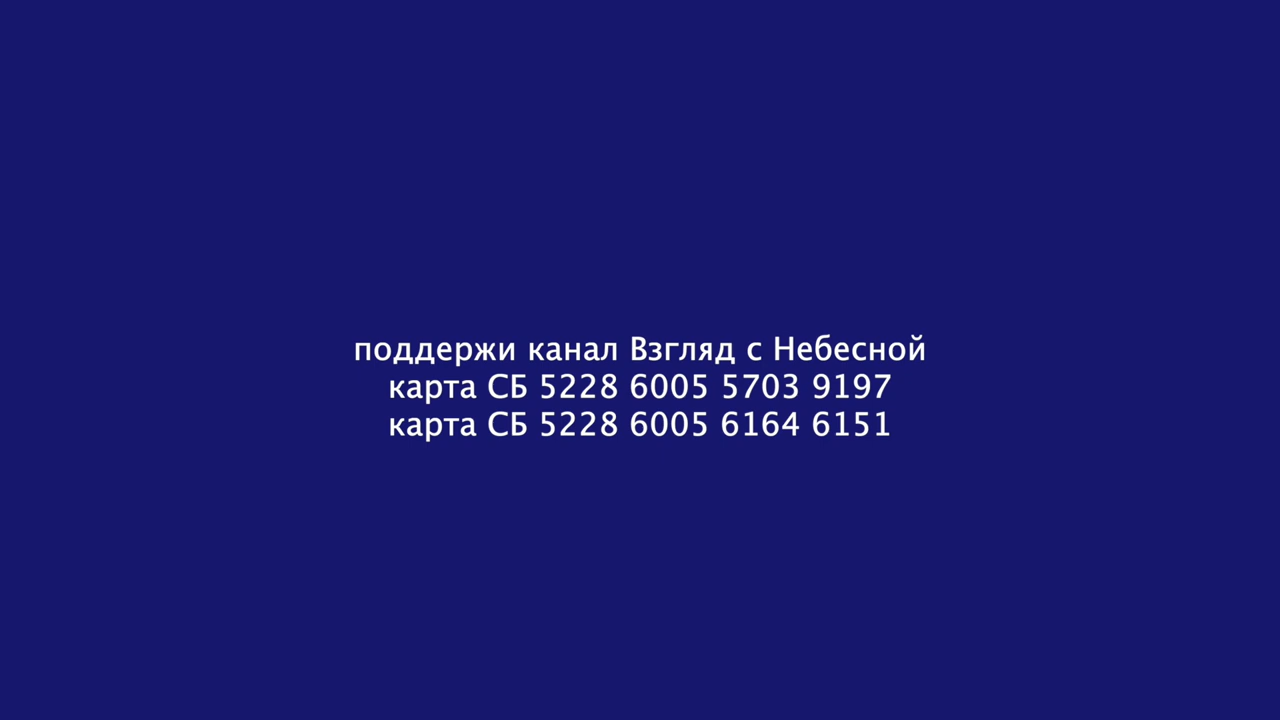 поддержи канал Взгляд с Небесной
карта СБ 5228 6005 5703 9197
карта СБ 5228 6005 6164 6151